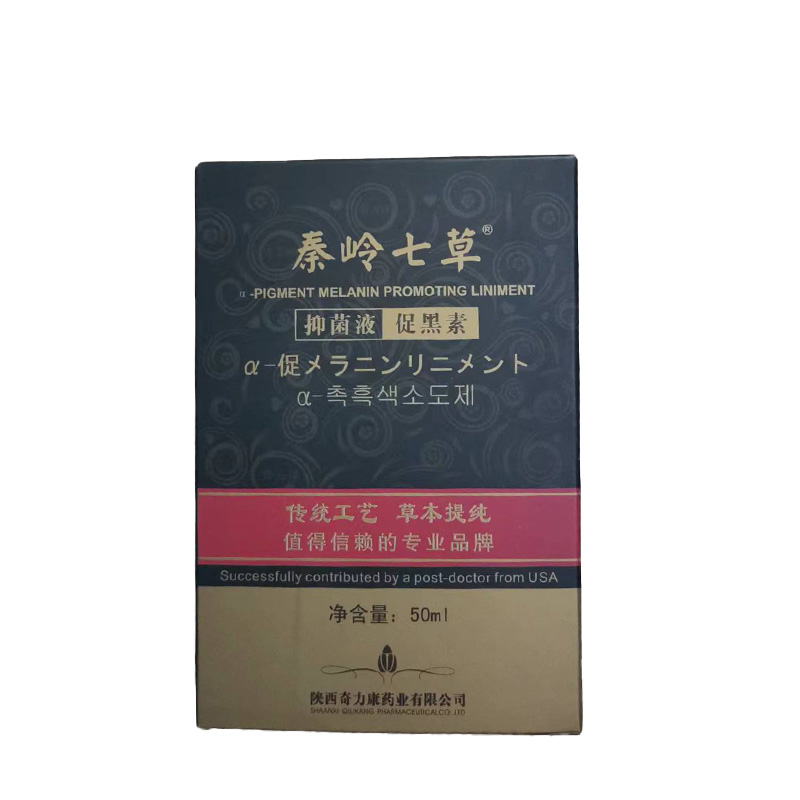 秦岭七草®
α-PIGMENT MELANIN PROMOTING LINIMENT
抑菌液 促黑素
α-促メラニンリニメント
α-촉흑색소도제
传统工艺 草本提纯
值得信赖的专业品牌
Successfully contributed by a post-doctor from USA
净含量：50ml
陕西奇力康药业有限公司
SHAANXI QILIKANG PHARMACEUTICAL CO.,LTD